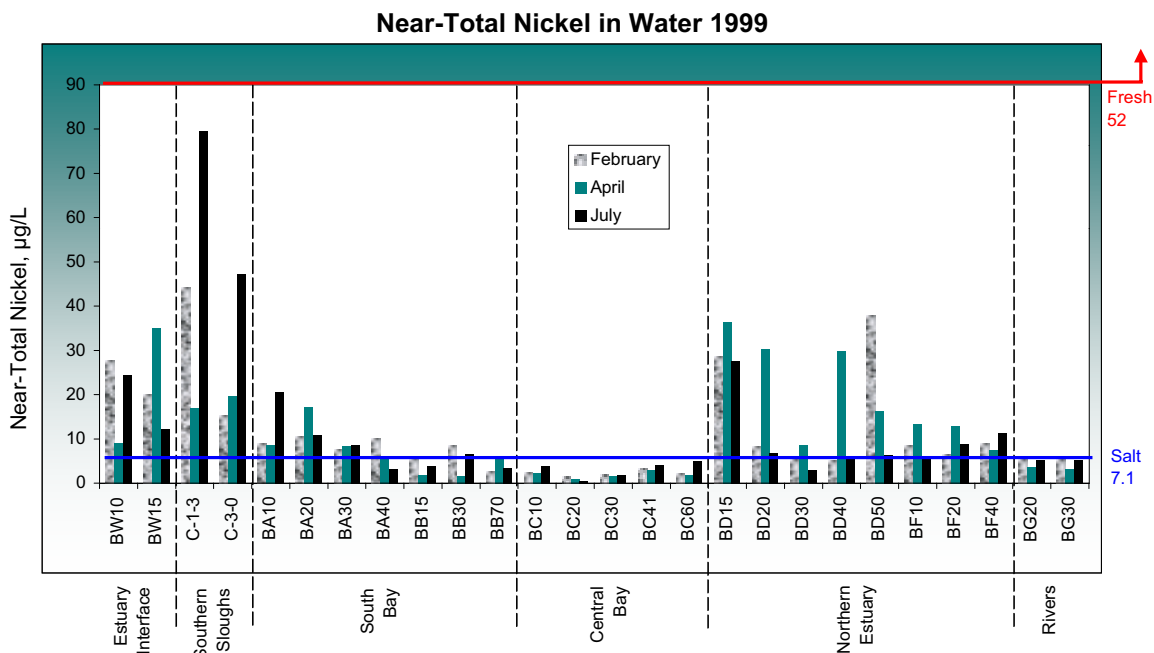 Near-Total Nickel in Water 1999
Near-Total Nickel, µg/L
90
80
70
60
50
40
30
20
10
0
Fresh
52
Salt
7.1
February
April
July
BW10
BW15
C-1-3
C-3-0
BA10
BA20
BA30
BA40
BB15
BB30
BB70
BC10
BC20
BC30
BC41
BC60
BD15
BD20
BD30
BD40
BD50
BF10
BF20
BF40
BG20
BG30
Estuary
Interface
Southern
Sloughs
South
Bay
Central
Bay
Northern
Estuary
Rivers